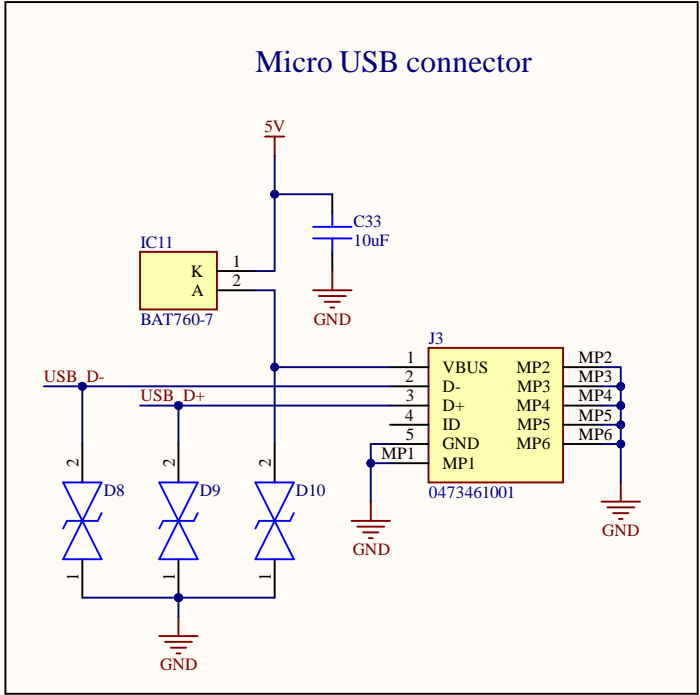 Micro USB connector
5V
C33
10uF
IC11
K 1
A 2
BAT760-7
GND
J3
1 VBUS MP2 MP2
USB_D- 2 D- MP3 MP3
USB_D+ 3 D+ MP4 MP4
4 ID MP5 MP5
5 GND MP6 MP6
MP1 MP1
0473461001
2 D8
2 D9
2 D10
GND
GND
1
1
1
GND